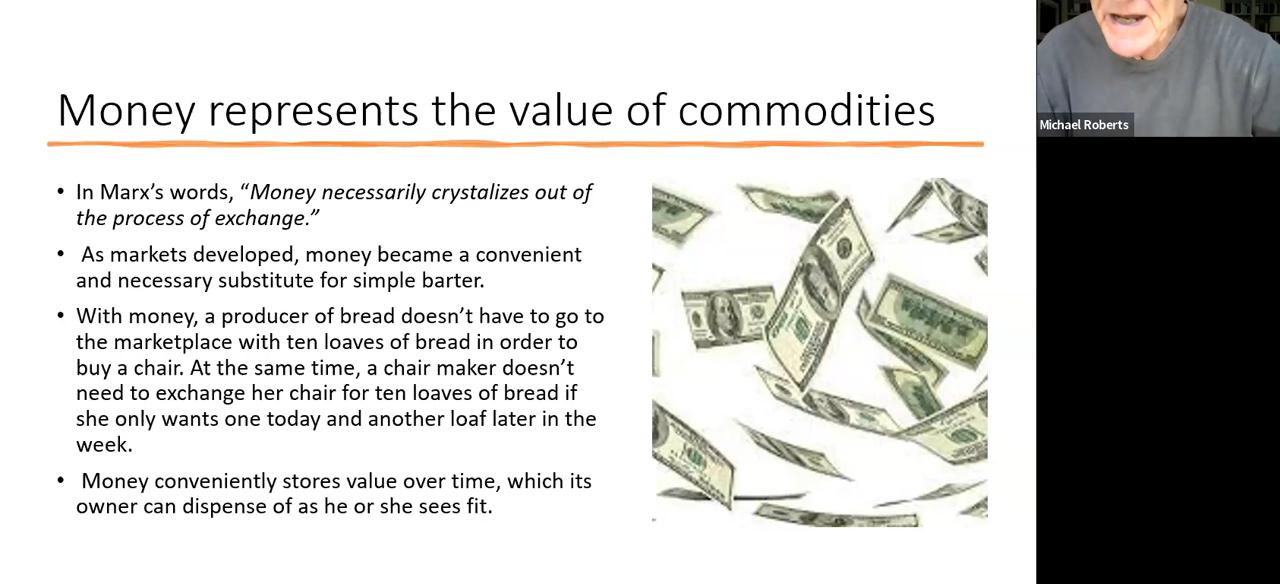 Money represents the value of commodities
• In Marx’s words, “Money necessarily crystalizes out of
the process of exchange.”
• As markets developed, money became a convenient
and necessary substitute for simple barter.
• With money, a producer of bread doesn’t have to go to
the marketplace with ten loaves of bread in order to
buy a chair. At the same time, a chair maker doesn’t
need to exchange her chair for ten loaves of bread if
she only wants one today and another loaf later in the
week.
• Money conveniently stores value over time, which its
owner can dispense of as he or she sees fit.
Michael Roberts